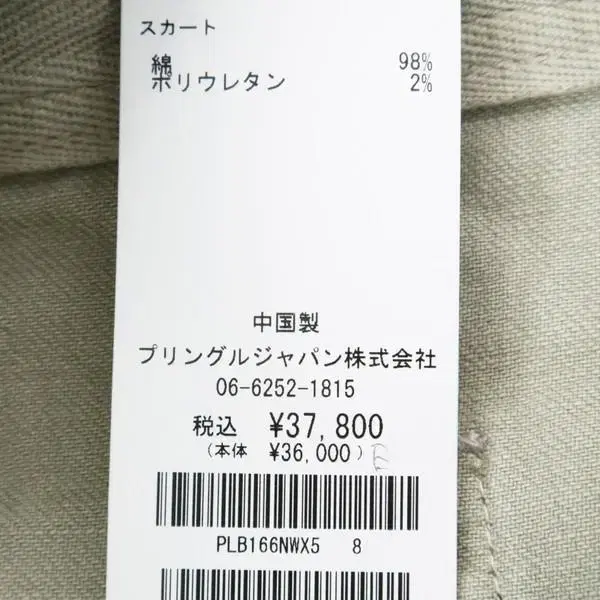 スカート
綿 98%
ポリウレタン 2%
中国製
プリングルジャパン株式会社
06-6252-1815
税込 ¥37,800
(本体 ¥36,000)
PLB166NWX5 8